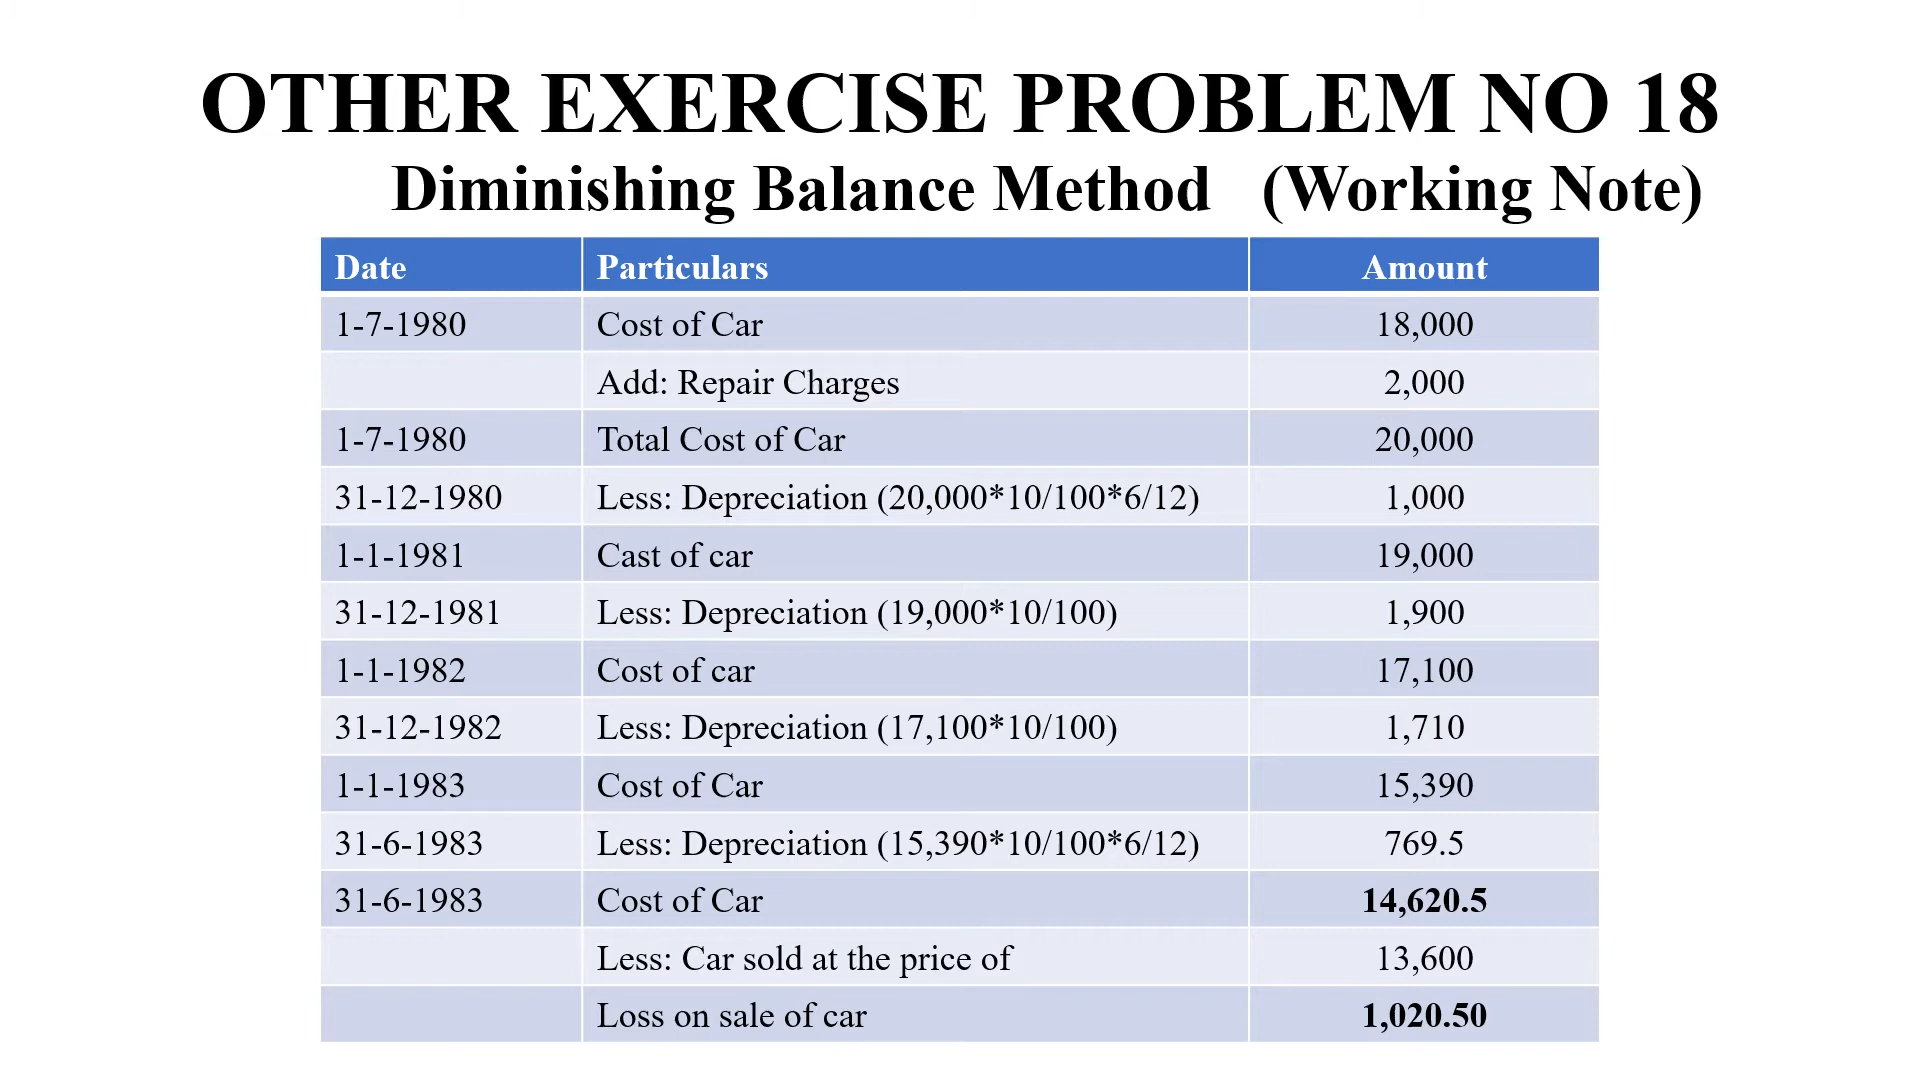 OTHER EXERCISE PROBLEM NO 18
Diminishing Balance Method (Working Note)
Date Particulars Amount
1-7-1980 Cost of Car 18,000
Add: Repair Charges 2,000
1-7-1980 Total Cost of Car 20,000
31-12-1980 Less: Depreciation (20,000*10/100*6/12) 1,000
1-1-1981 Cast of car 19,000
31-12-1981 Less: Depreciation (19,000*10/100) 1,900
1-1-1982 Cost of car 17,100
31-12-1982 Less: Depreciation (17,100*10/100) 1,710
1-1-1983 Cost of Car 15,390
31-6-1983 Less: Depreciation (15,390*10/100*6/12) 769.5
31-6-1983 Cost of Car 14,620.5
Less: Car sold at the price of 13,600
Loss on sale of car 1,020.50